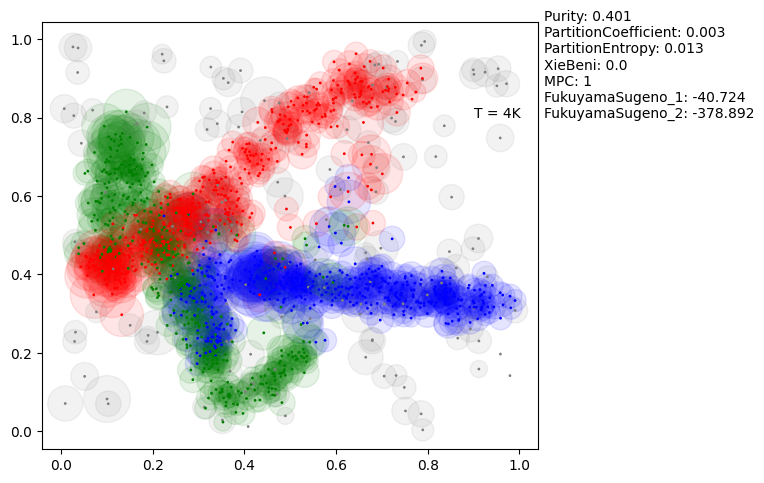 Purity: 0.401
PartitionCoefficient: 0.003
PartitionEntropy: 0.013
XieBeni: 0.0
MPC: 1
FukuyamaSugeno_1: -40.724
FukuyamaSugeno_2: -378.892
T = 4K
1.0
0.8
0.6
0.4
0.2
0.0
0.0 0.2 0.4 0.6 0.8 1.0